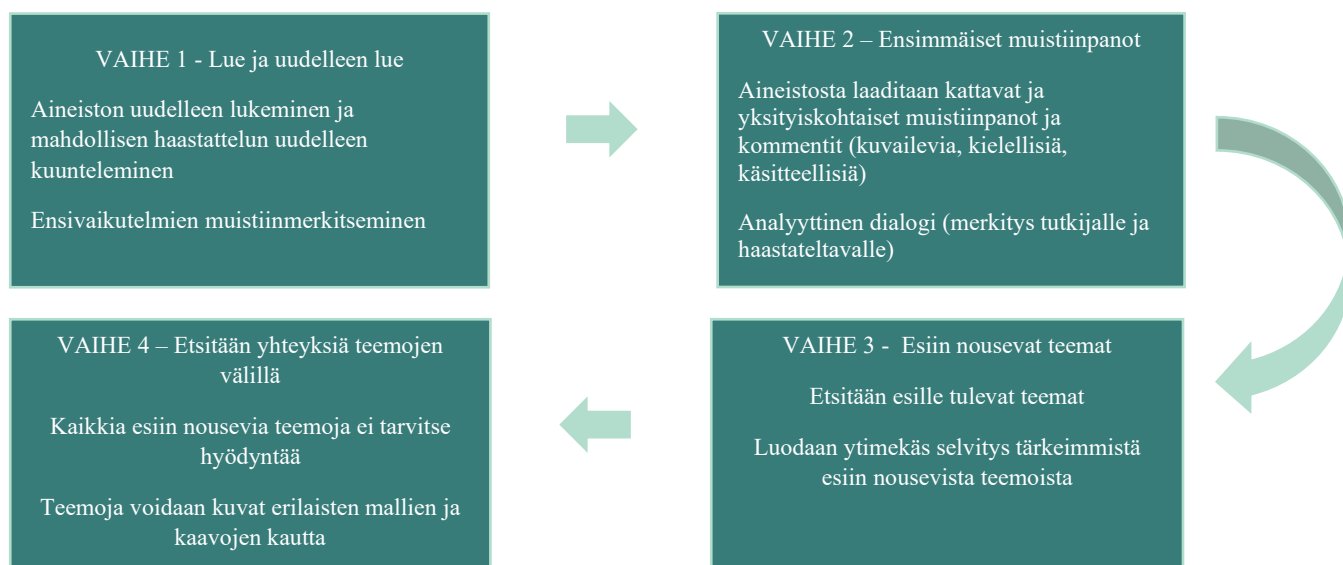 VAIHE 1 - Lue ja uudelleen lue
Aineiston uudelleen lukeminen ja
mahdollisen haastattelun uudelleen
kuunteleminen
Ensivaikutelmien muistiinmerkitseminen
VAIHE 2 – Ensimmäiset muistiinpanot
Aineistosta laaditaan kattavat ja
yksityiskohtaiset muistiinpanot ja
kommentit (kuvailevia, kielellisiä,
käsitteellisiä)
Analyyttinen dialogi (merkitys tutkijalle ja
haastateltavalle)
VAIHE 3 - Esiin nousevat teemat
Etsitään esille tulevat teemat
Luodaan ytimekäs selvitys tärkeimmistä
esiin nousevista teemoista
VAIHE 4 – Etsitään yhteyksiä teemojen
välillä
Kaikkia esiin nousevia teemoja ei tarvitse
hyödyntää
Teemoja voidaan kuvat erilaisten mallien ja
kaavojen kautta